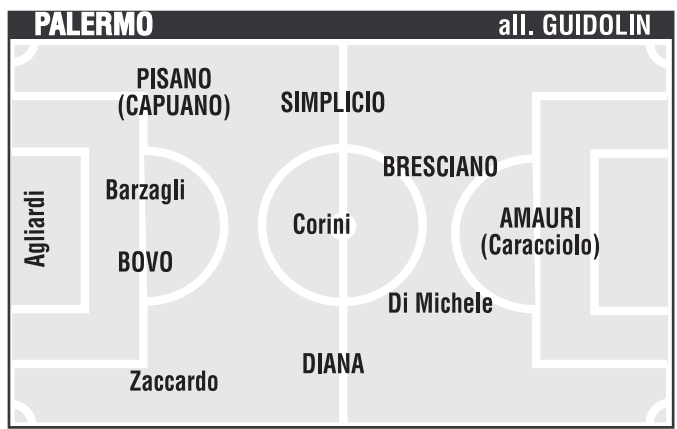 PALERMO
all. GUIDOLIN
PISANO
(CAPUANO)
SIMPLICIO
BRESCIANO
Barzagli
Agliardi
AMAURI
(Caracciolo)
Corini
BOVO
Di Michele
DIANA
Zaccardo